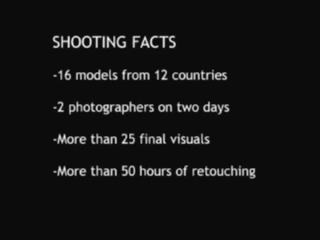 SHOOTING FACTS
-16 models from 12 countries
-2 photographers on two days
-More than 25 final visuals
-More than 50 hours of retouching